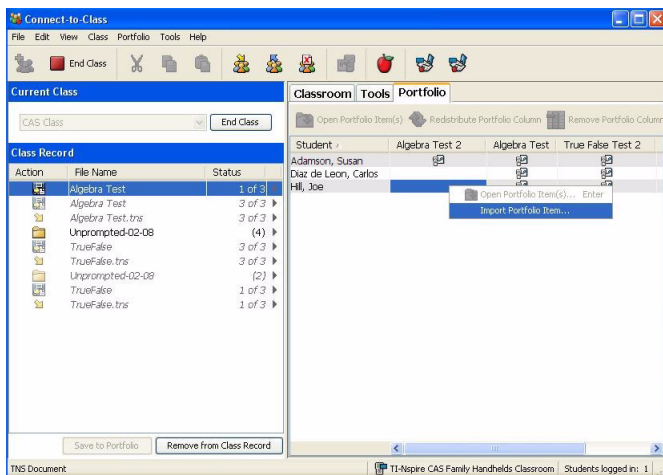 Connect-to-Class
File Edit View Class Portfolio Tools Help
End Class
Current Class
CAS Class End Class
Class Record
Action File Name Status
Algebra Test 1 of 3
Algebra Test 3 of 3
Algebra Test.tns 3 of 3
Unprompted-02-08 (4)
TrueFalse 3 of 3
TrueFalse.tns 3 of 3
Unprompted-02-08 (2)
TrueFalse 1 of 3
TrueFalse.tns 1 of 3
Save to Portfolio Remove from Class Record
Classroom Tools Portfolio
Open Portfolio Item(s) Redistribute Portfolio Column Remove Portfolio Column
Student Algebra Test 2 Algebra Test True False Test 2
Adamson, Susan
Diaz de Leon, Carlos
Hill, Joe
Open Portfolio Item(s)... Enter
Import Portfolio Item...
TNS Document TI-Nspire CAS Family Handhelds Classroom Students logged in: 1